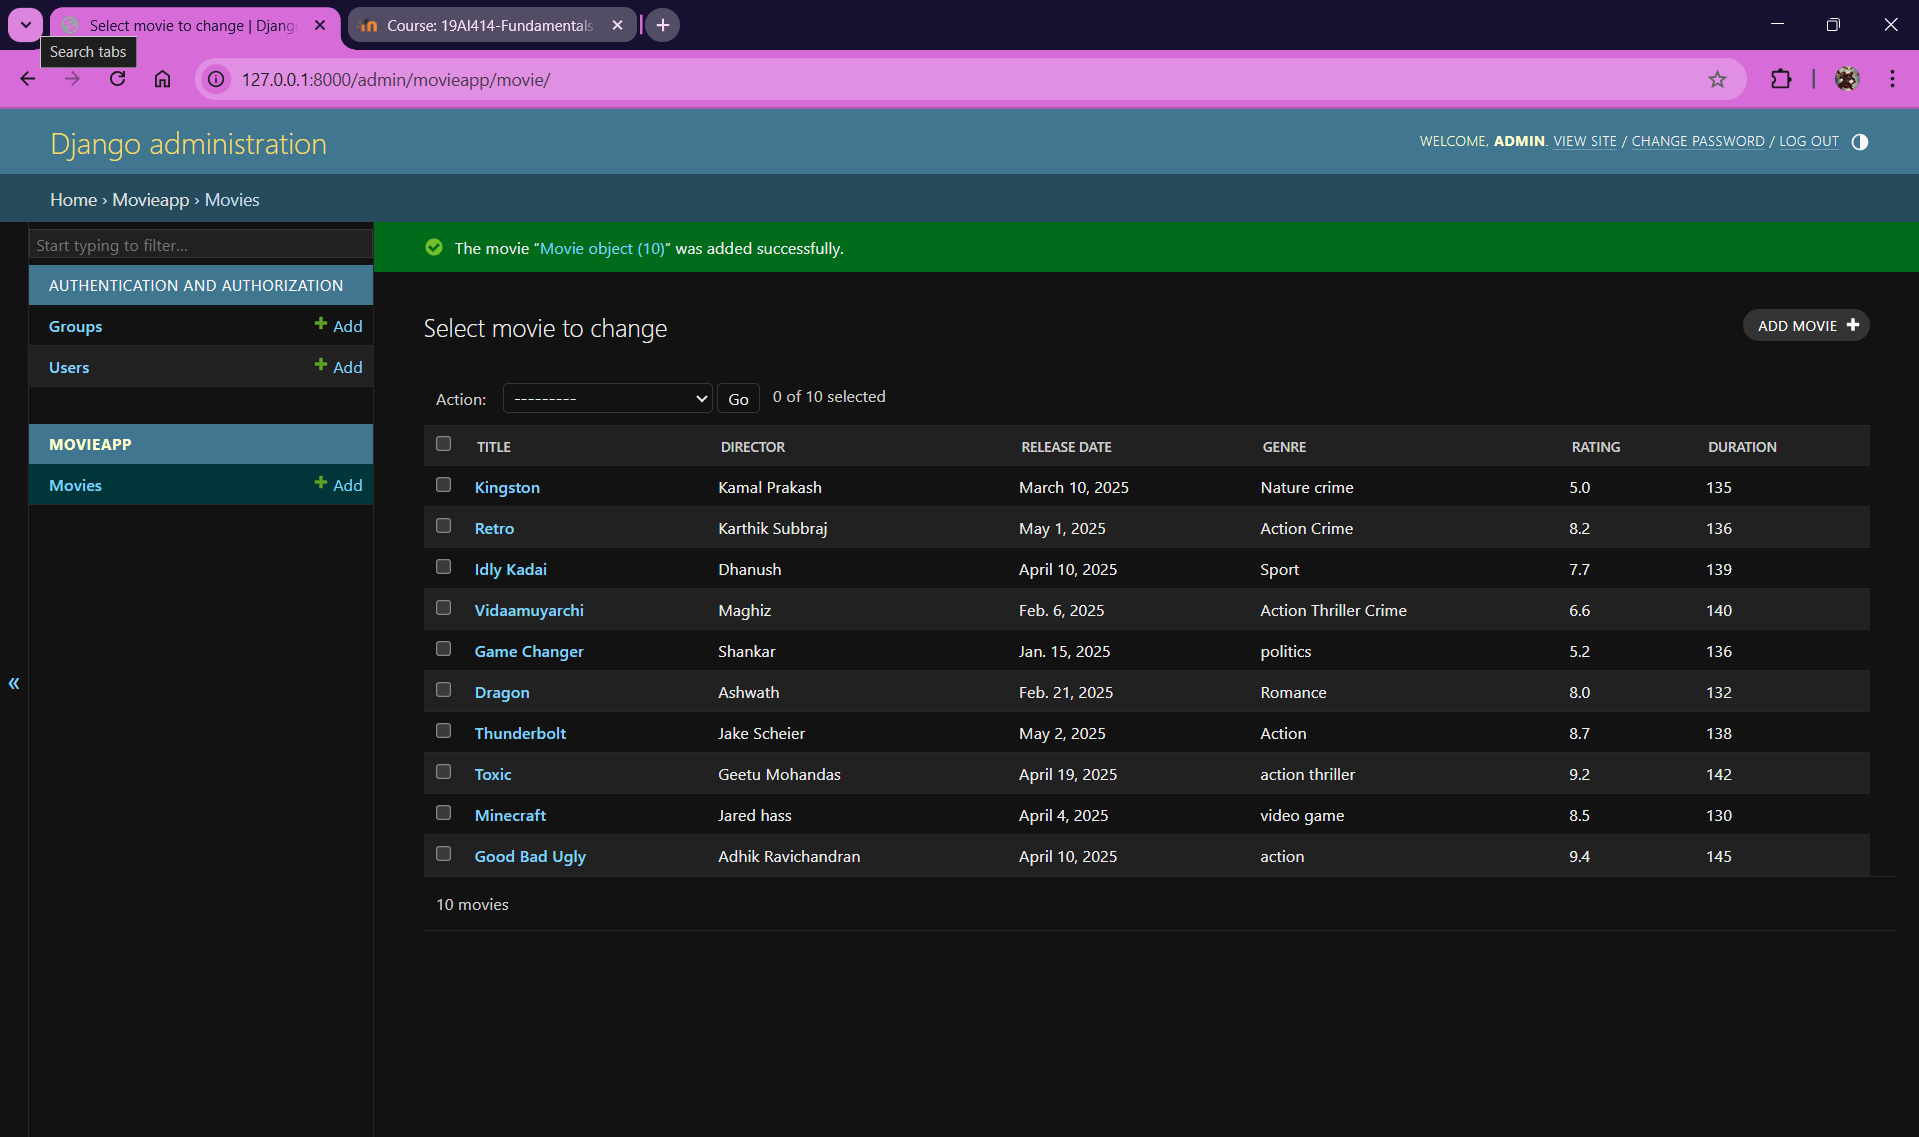 Select movie to change | Djang
Course: 19AI414-Fundamentals
Search tabs
127.0.0.1:8000/admin/movieapp/movie/
Django administration
WELCOME, ADMIN. VIEW SITE / CHANGE PASSWORD / LOG OUT
Home › Movieapp › Movies
Start typing to filter...
AUTHENTICATION AND AUTHORIZATION
Groups + Add
Users + Add
MOVIEAPP
Movies + Add
«
The movie “Movie object (10)” was added successfully.
Select movie to change
ADD MOVIE +
Action: --------- Go 0 of 10 selected
TITLE DIRECTOR RELEASE DATE GENRE RATING DURATION
Kingston Kamal Prakash March 10, 2025 Nature crime 5.0 135
Retro Karthik Subbraj May 1, 2025 Action Crime 8.2 136
Idly Kadai Dhanush April 10, 2025 Sport 7.7 139
Vidaamuyarchi Maghiz Feb. 6, 2025 Action Thriller Crime 6.6 140
Game Changer Shankar Jan. 15, 2025 politics 5.2 136
Dragon Ashwath Feb. 21, 2025 Romance 8.0 132
Thunderbolt Jake Scheier May 2, 2025 Action 8.7 138
Toxic Geetu Mohandas April 19, 2025 action thriller 9.2 142
Minecraft Jared hass April 4, 2025 video game 8.5 130
Good Bad Ugly Adhik Ravichandran April 10, 2025 action 9.4 145
10 movies